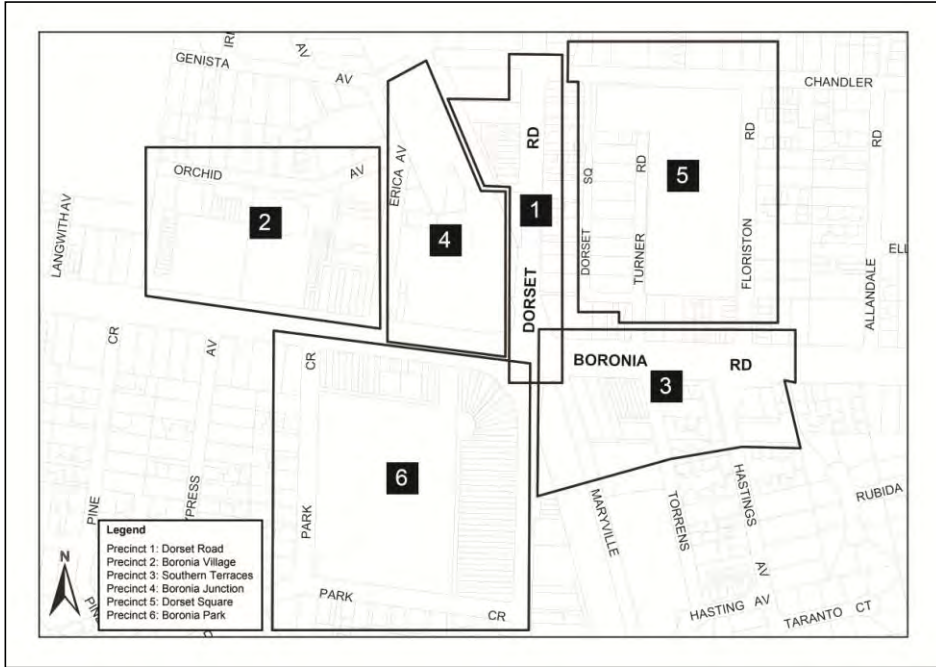 IRI
AV
GENISTA
AV
CHANDLER
RD
RD
RD
RD
ORCHID
AV
ERICA AV
SQ
5
1
2
4
LANGWITH AV
DORSET
TURNER
FLORISTON
ELL
ALLANDALE
DORSET
CR
AV
CR
BORONIA
RD
3
6
HASTINGS
RUBIDA
MARYVILLE
TORRENS
PINE
YPRESS
PARK
AV
Legend
Precinct 1: Dorset Road
Precinct 2: Boronia Village
Precinct 3: Southern Terraces
Precinct 4: Boronia Junction
Precinct 5: Dorset Square
Precinct 6: Boronia Park
N
PARK
CR
HASTING AV
TARANTO CT